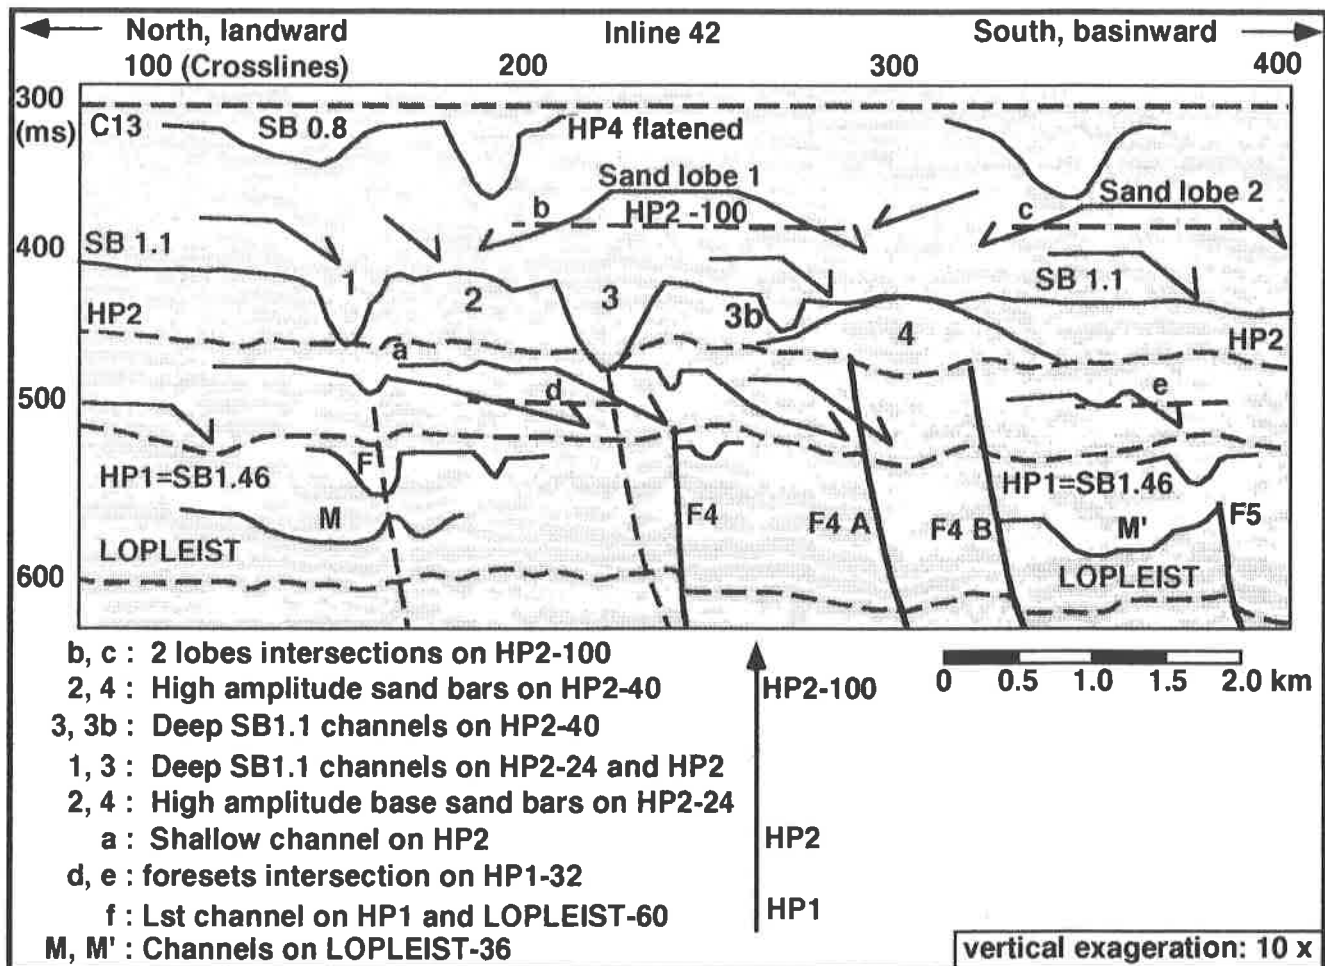 North, landward Inline 42 South, basinward
100 (Crosslines) 200 300 400
300
(ms)
C13 SB 0.8 HP4 flatened
Sand lobe 1
Sand lobe 2
b HP2 -100 c
400
SB 1.1
SB 1.1
1 2 3 3b 4
HP2
HP2
a
500
d e
F
HP1=SB1.46 HP1=SB1.46
M F4 F4 A F4 B M' F5
LOPLEIST LOPLEIST
600
b, c : 2 lobes intersections on HP2-100
2, 4 : High amplitude sand bars on HP2-40
3, 3b : Deep SB1.1 channels on HP2-40
1, 3 : Deep SB1.1 channels on HP2-24 and HP2
2, 4 : High amplitude base sand bars on HP2-24
a : Shallow channel on HP2
d, e : foresets intersection on HP1-32
f : Lst channel on HP1 and LOPLEIST-60
M, M' : Channels on LOPLEIST-36
HP2-100
HP2
HP1
0 0.5 1.0 1.5 2.0 km
vertical exageration: 10 x